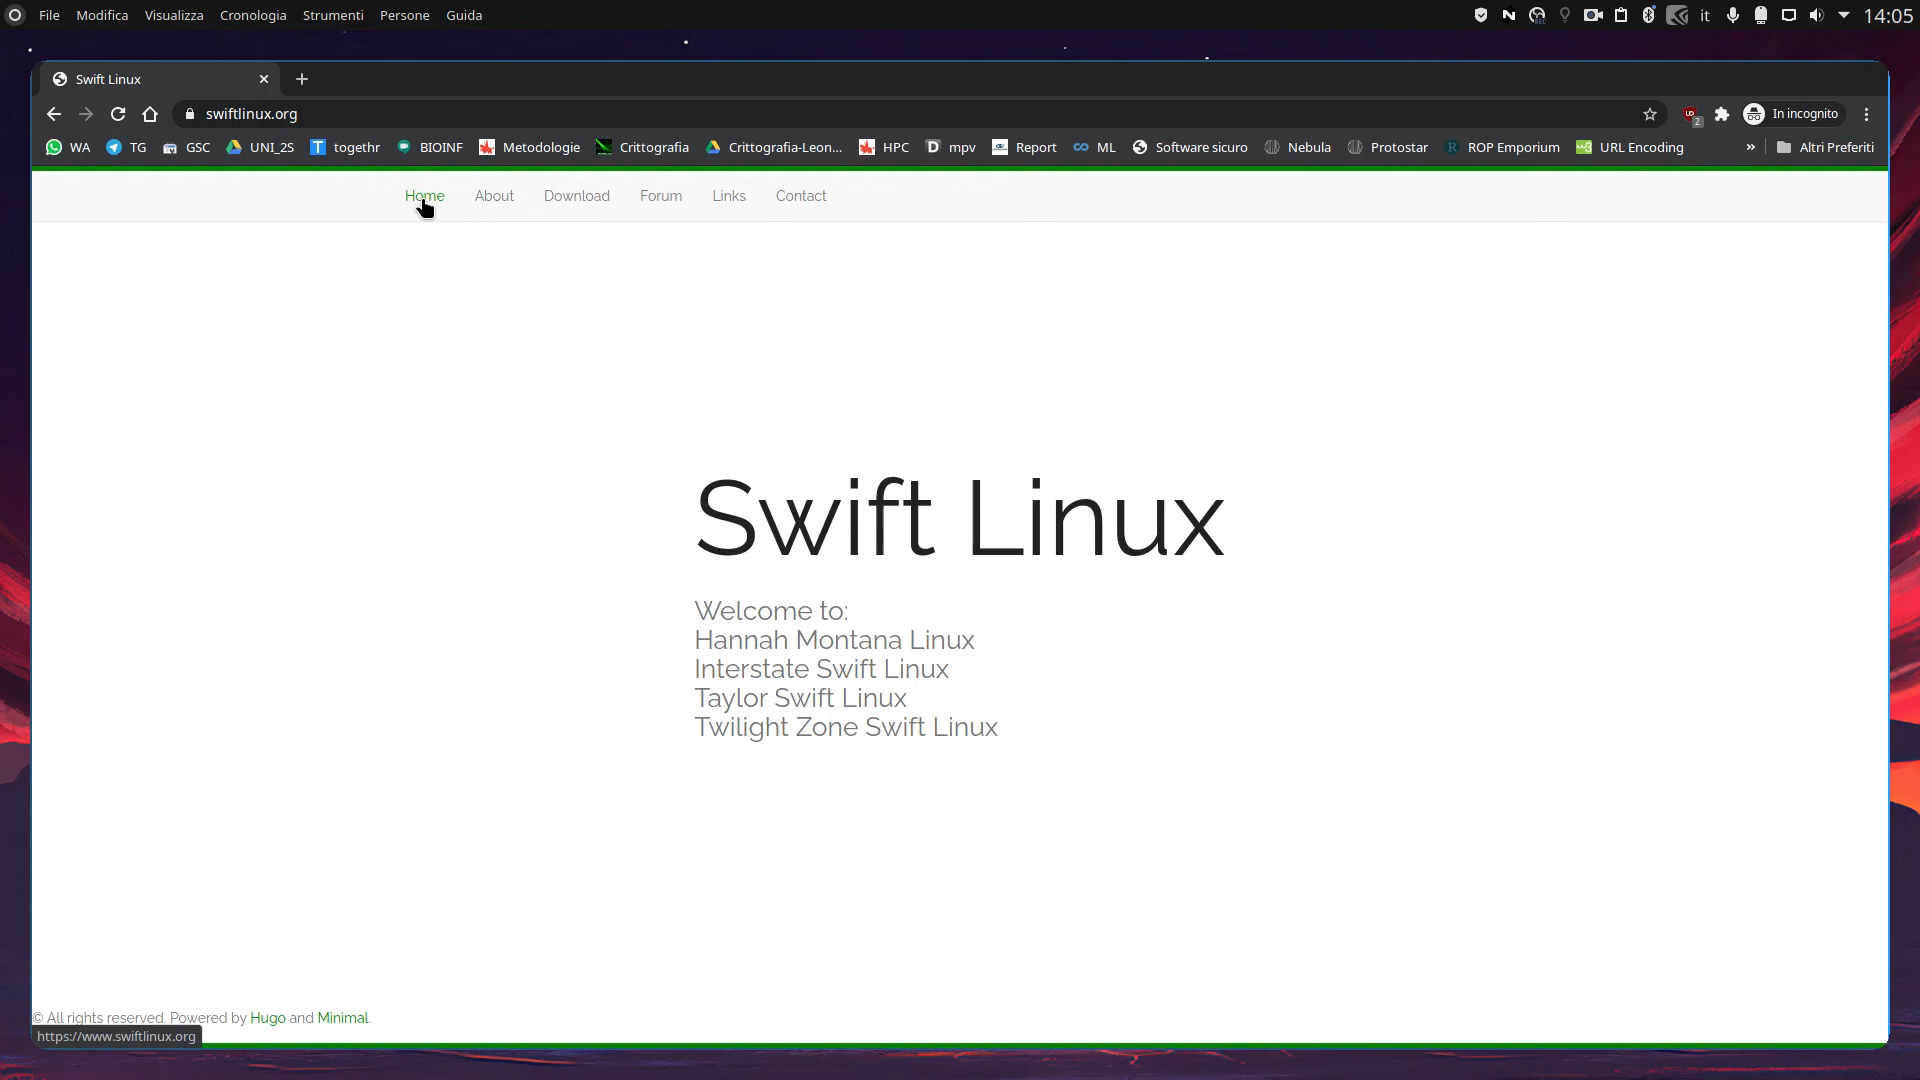 File Modifica Visualizza Cronologia Strumenti Persone Guida
it 14:05
Swift Linux
swiftlinux.org
2 In incognito
WA TG GSC UNI_2S togethr BIOINF Metodologie Crittografia Crittografia-Leon... HPC mpv Report ML Software sicuro Nebula Protostar ROP Emporium URL Encoding » Altri Preferiti
Home About Download Forum Links Contact
Swift Linux
Welcome to:
Hannah Montana Linux
Interstate Swift Linux
Taylor Swift Linux
Twilight Zone Swift Linux
© All rights reserved. Powered by Hugo and Minimal.
https://www.swiftlinux.org